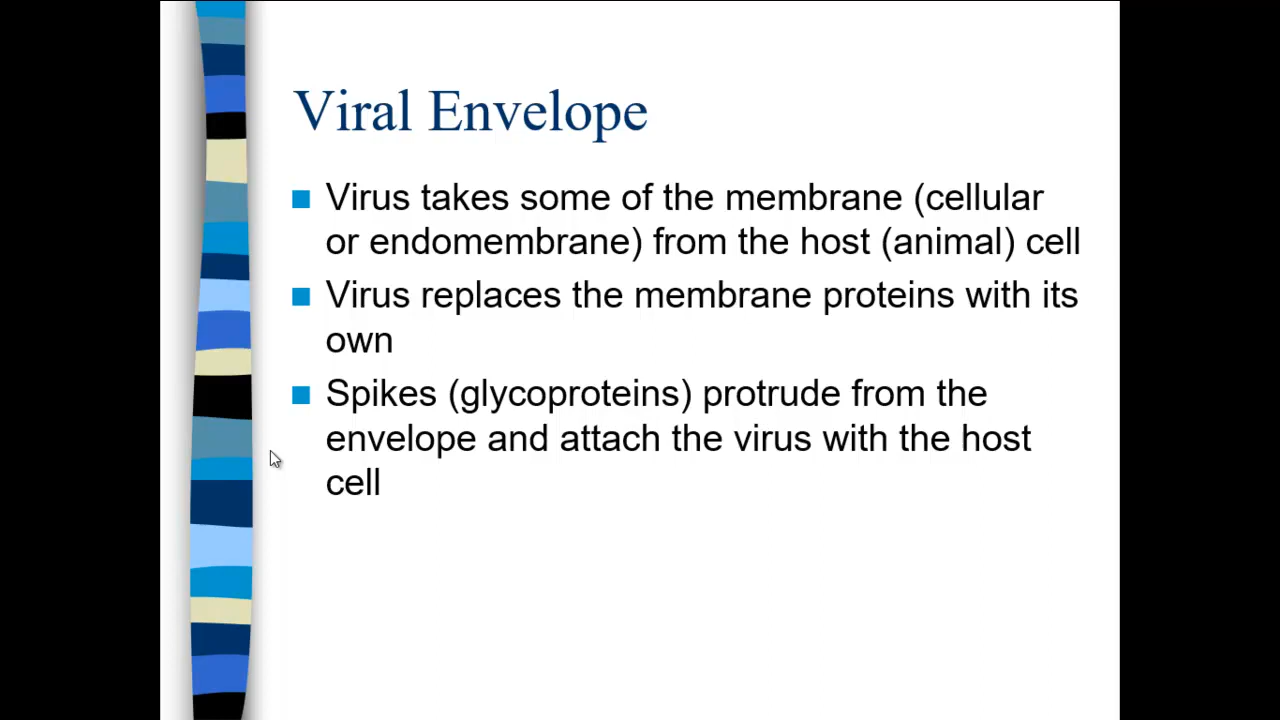 Viral Envelope
Virus takes some of the membrane (cellular
or endomembrane) from the host (animal) cell
Virus replaces the membrane proteins with its
own
Spikes (glycoproteins) protrude from the
envelope and attach the virus with the host
cell